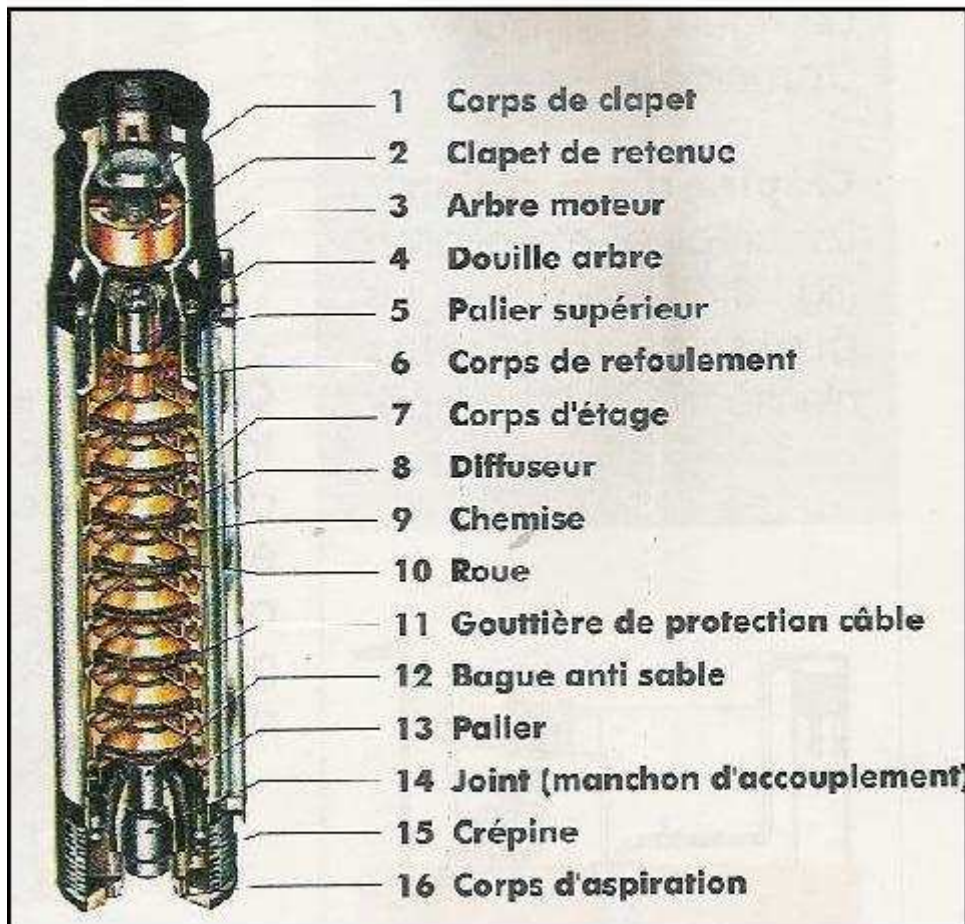 1 Corps de clapet
2 Clapet de retenue
3 Arbre moteur
4 Douille arbre
5 Palier supérieur
6 Corps de refoulement
7 Corps d'étage
8 Diffuseur
9 Chemise
10 Roue
11 Gouttière de protection câble
12 Bague anti sable
13 Palier
14 Joint (manchon d'accouplement)
15 Crépine
16 Corps d'aspiration